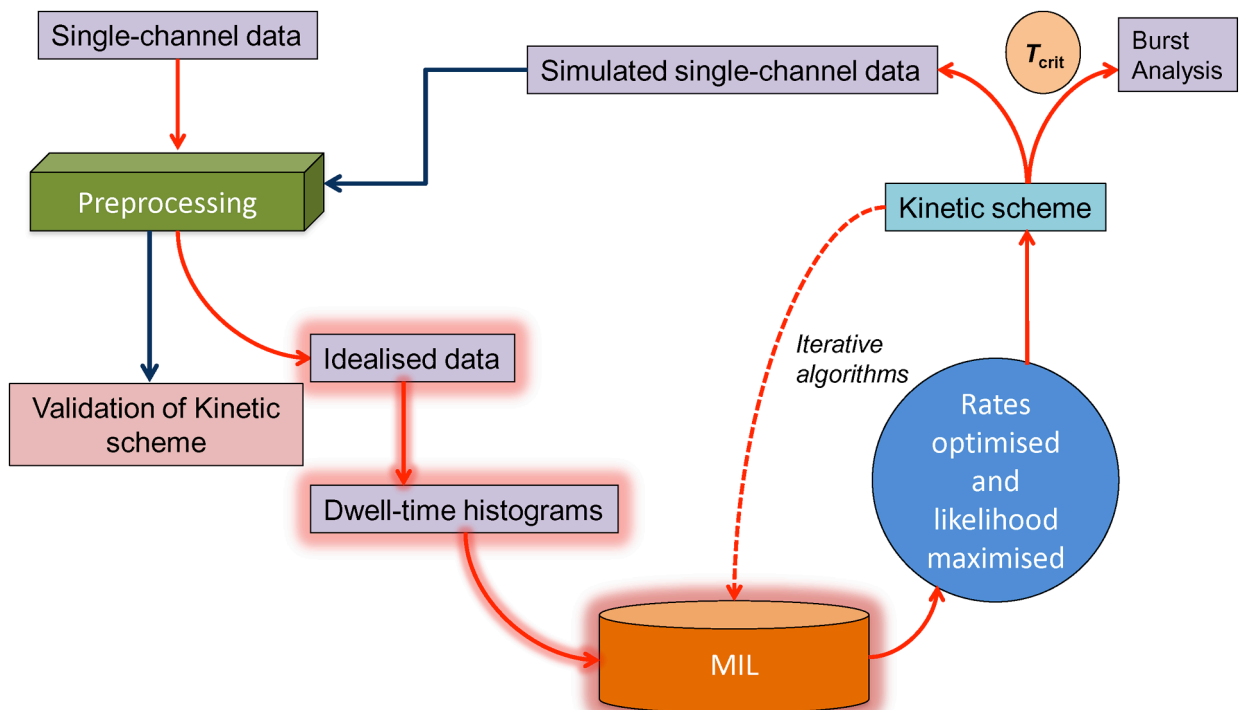 Single-channel data
Simulated single-channel data
Tcrit
Burst
Analysis
Preprocessing
Kinetic scheme
Idealised data
Iterative
algorithms
Validation of Kinetic
scheme
Rates
optimised
and
likelihood
maximised
Dwell-time histograms
MIL